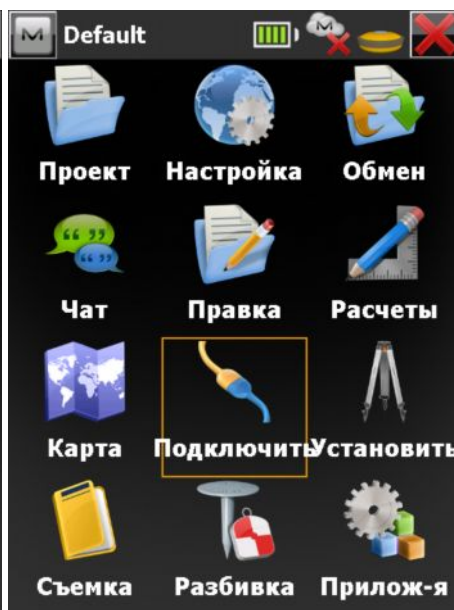 Default
Проект Настройка Обмен
Чат Правка Расчеты
Карта Подключить Установить
Съемка Разбивка Прилож-я